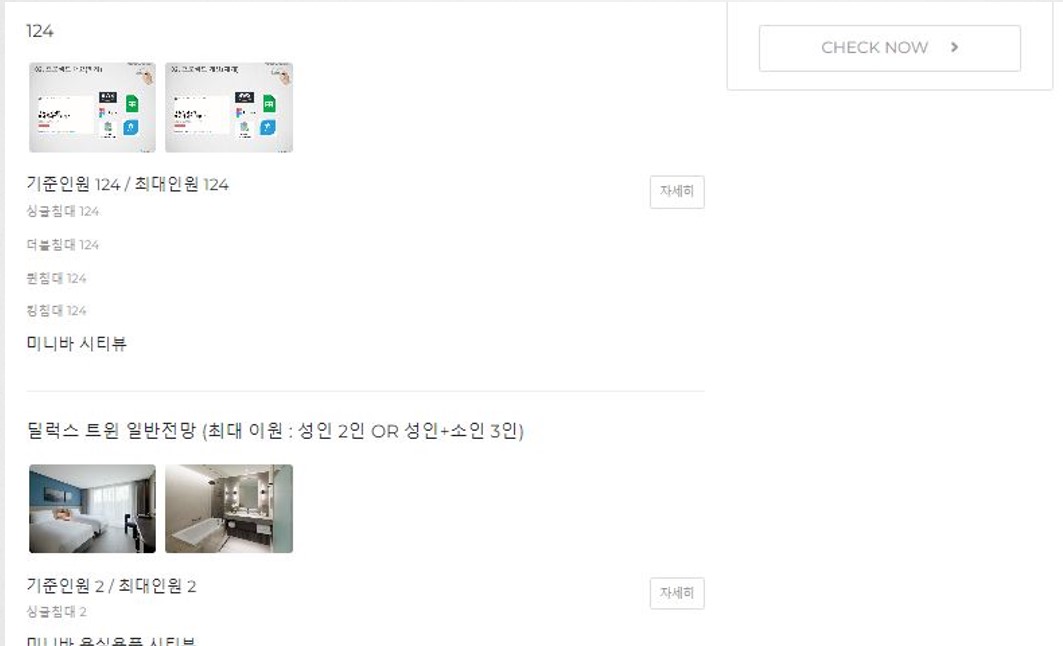 124
CHECK NOW
기준인원 124 / 최대인원 124
자세히
싱글침대 124
더블침대 124
퀸침대 124
킹침대 124
미니바 시티뷰
딜럭스 트윈 일반전망 (최대 이원 : 성인 2인 OR 성인+소인 3인)
기준인원 2 / 최대인원 2
자세히
싱글침대 2
미니바 욕실용품 시티뷰